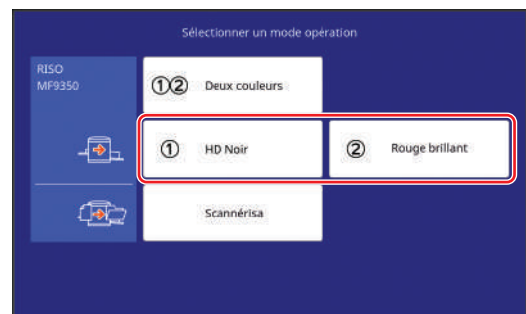 Sélectionner un mode opération
RISO
MF9350
①② Deux couleurs
① HD Noir
② Rouge brillant
Scannérisa